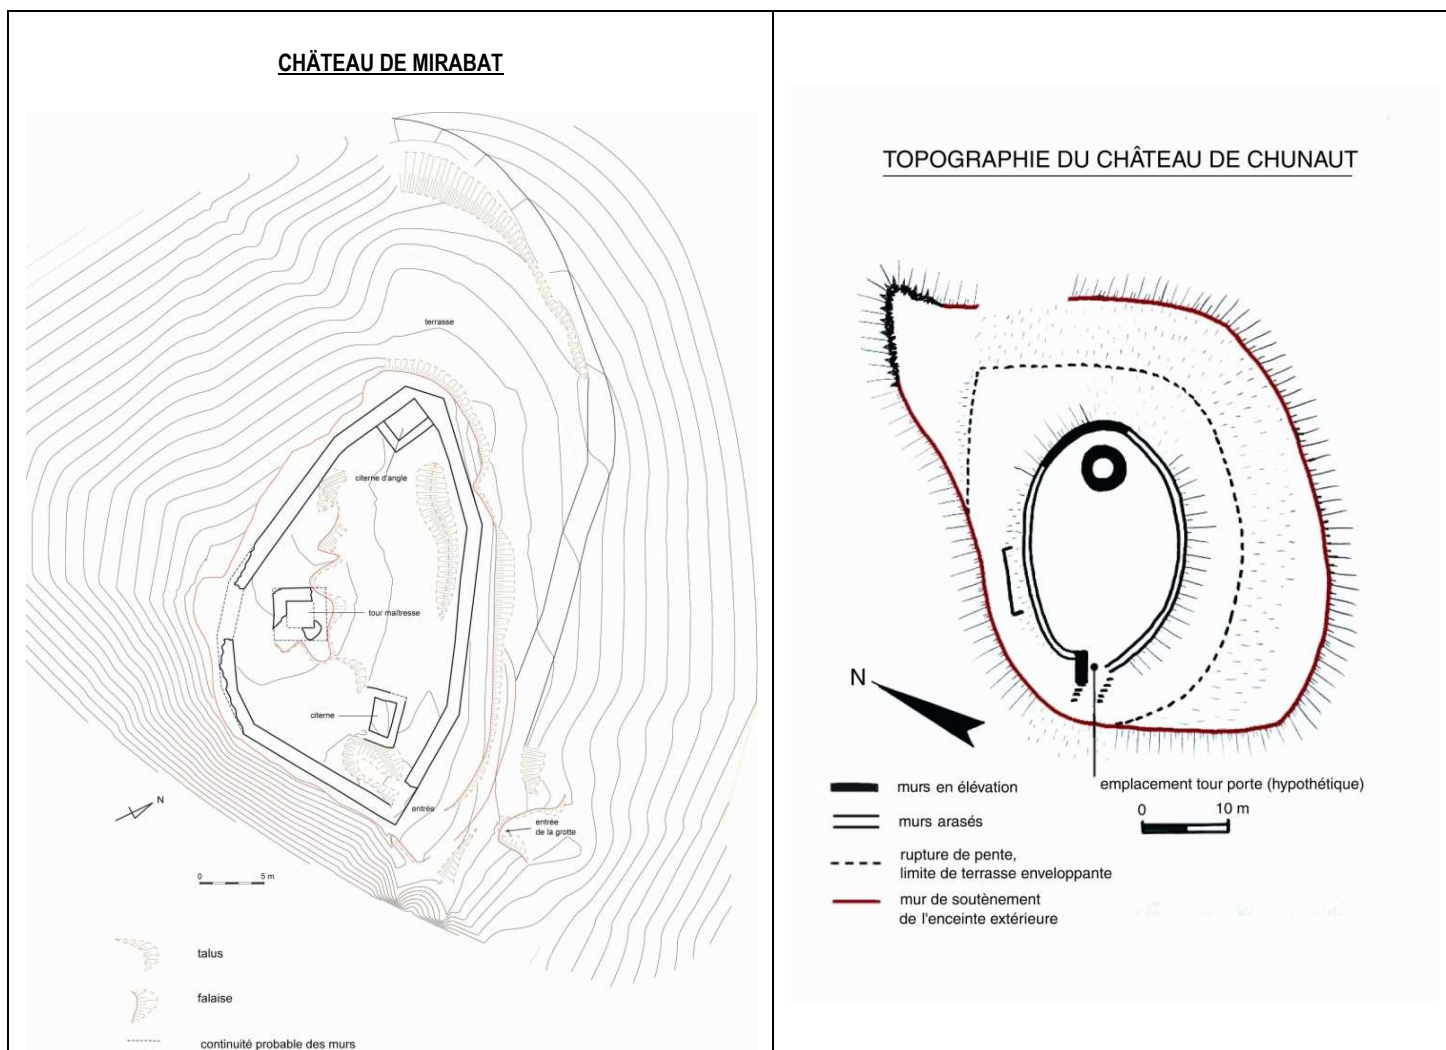 CHÄTEAU DE MIRABAT
terrasse
citerne d'angle
tour maîtresse
citerne
entrée
entrée
de la grotte
N
0 5 m
talus
falaise
continuité probable des murs
TOPOGRAPHIE DU CHÂTEAU DE CHUNAUT
N
emplacement tour porte (hypothétique)
0 10 m
murs en élévation
murs arasés
rupture de pente,
limite de terrasse enveloppante
mur de soutènement
de l'enceinte extérieure